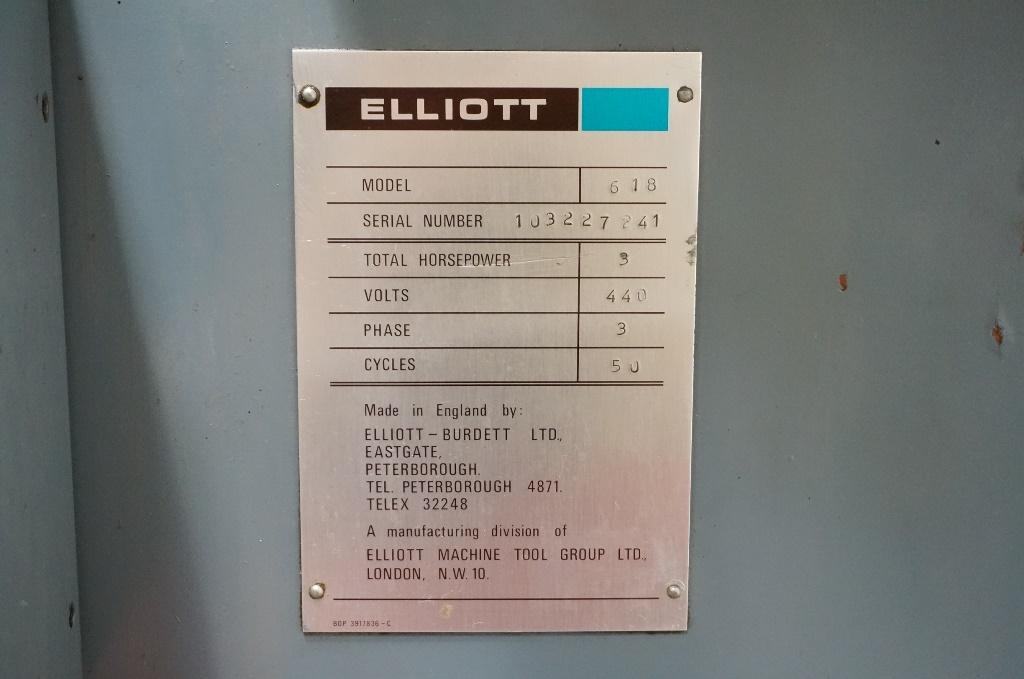 ELLIOTT
MODEL 618
SERIAL NUMBER
TOTAL HORSEPOWER 3
VOLTS 440
PHASE 3
CYCLES 50
Made in England by:
ELLIOTT-BURDETT LTD.,
EASTGATE,
PETERBOROUGH.
TEL. PETERBOROUGH 4871.
TELEX 32248
A manufacturing division of
ELLIOTT MACHINE TOOL GROUP LTD.,
LONDON, N.W.10.
BOP 3917836-C